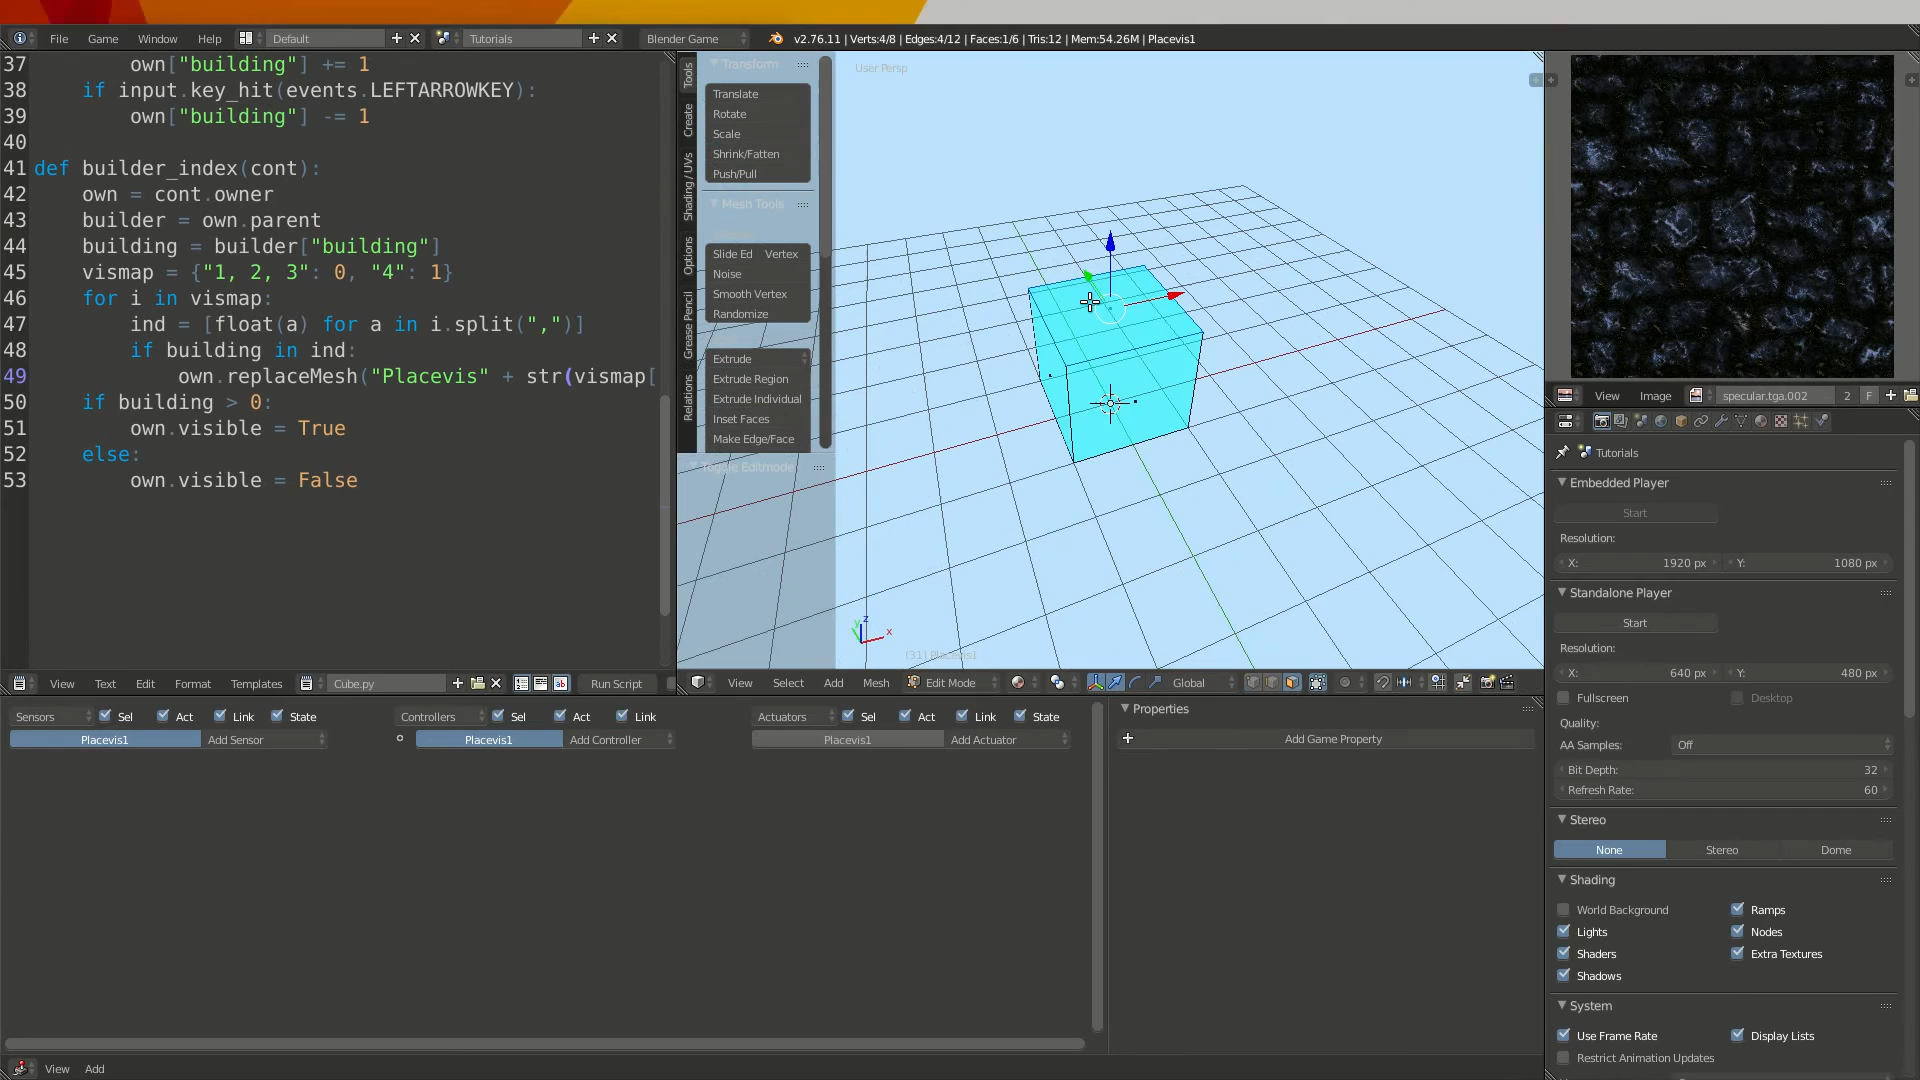 File Game Window Help Default Tutorials Blender Game v2.76.11 | Verts:4/8 | Edges:4/12 | Faces:1/6 | Tris:12 | Mem:54.26M | Placevis1
37 own["building"] += 1
38 if input.key_hit(events.LEFTARROWKEY):
39 own["building"] -= 1
40
41 def builder_index(cont):
42 own = cont.owner
43 builder = own.parent
44 building = builder["building"]
45 vismap = {"1, 2, 3": 0, "4": 1}
46 for i in vismap:
47 ind = [float(a) for a in i.split(",")]
48 if building in ind:
49 own.replaceMesh("Placevis" + str(vismap[
50 if building > 0:
51 own.visible = True
52 else:
53 own.visible = False
View Text Edit Format Templates Cube.py Run Script
Tools
Create
Shading / UVs
Options
Grease Pencil
Relations
Transform
Translate
Rotate
Scale
Shrink/Fatten
Push/Pull
Mesh Tools
Slide Ed Vertex
Noise
Smooth Vertex
Randomize
Extrude
Extrude Region
Extrude Individual
Inset Faces
Make Edge/Face
Toggle Editmode
User Persp
z
y
x
(31) Placevis1
View Select Add Mesh Edit Mode Global
View Image specular.tga.002 2 F
Tutorials
Embedded Player
Start
Resolution:
X: 1920 px Y: 1080 px
Standalone Player
Start
Resolution:
X: 640 px Y: 480 px
Fullscreen Desktop
Quality:
AA Samples: Off
Bit Depth: 32
Refresh Rate: 60
Stereo
None Stereo Dome
Shading
World Background Ramps
Lights Nodes
Shaders Extra Textures
Shadows
System
Use Frame Rate Display Lists
Restrict Animation Updates
Sensors Sel Act Link State Controllers Sel Act Link Actuators Sel Act Link State
Placevis1 Add Sensor Placevis1 Add Controller Placevis1 Add Actuator
Properties
Add Game Property
View Add